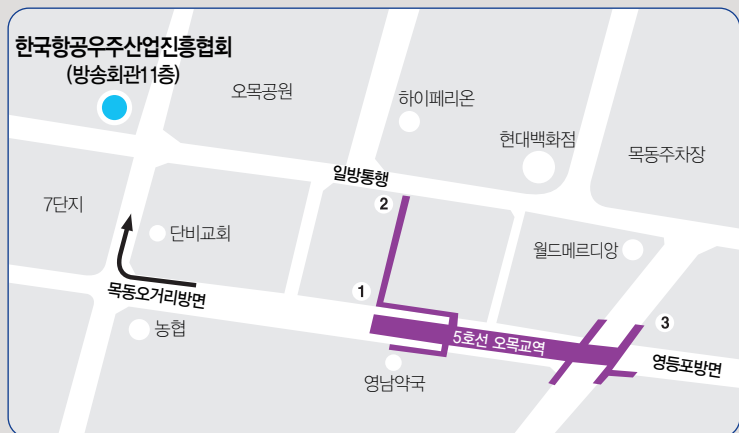 한국항공우주산업진흥협회
(방송회관11층)
오목공원
하이페리온
현대백화점
목동주차장
일방통행
7단지
2
단비교회
월드메르디앙
1
목동오거리방면
3
농협
5호선 오목교역
영등포방면
영남약국